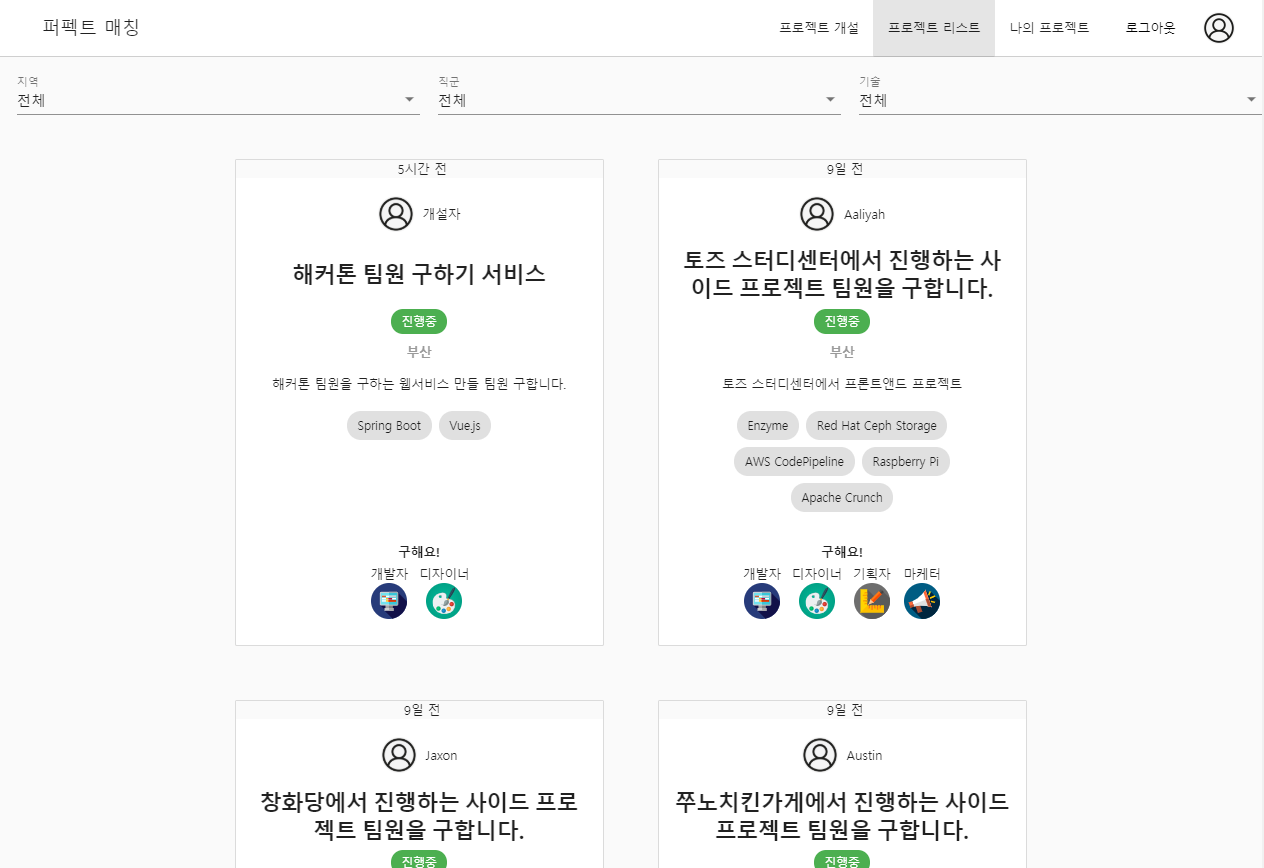 퍼펙트 매칭
프로젝트 개설
프로젝트 리스트
나의 프로젝트
로그아웃
지역
전체
직군
전체
기술
전체
5시간 전
개설자
해커톤 팀원 구하기 서비스
진행중
부산
해커톤 팀원을 구하는 웹서비스 만들 팀원 구합니다.
Spring Boot
Vue.js
구해요!
개발자
디자이너
9일 전
Aaliyah
토즈 스터디센터에서 진행하는 사
이드 프로젝트 팀원을 구합니다.
진행중
부산
토즈 스터디센터에서 프론트앤드 프로젝트
Enzyme
Red Hat Ceph Storage
AWS CodePipeline
Raspberry Pi
Apache Crunch
구해요!
개발자
디자이너
기획자
마케터
9일 전
Jaxon
창화당에서 진행하는 사이드 프로
젝트 팀원을 구합니다.
진행중
9일 전
Austin
쭈노치킨가게에서 진행하는 사이드
프로젝트 팀원을 구합니다.
진행중